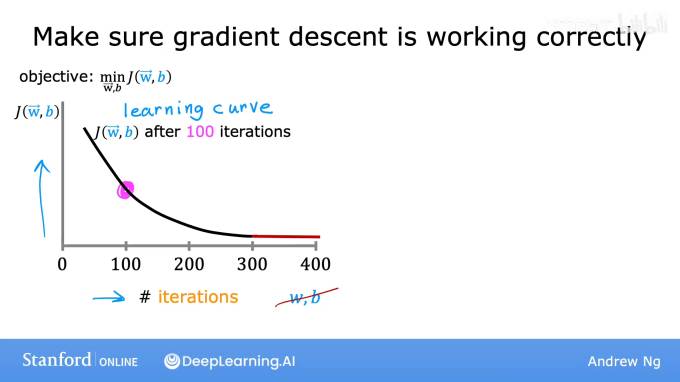 Make sure gradient descent is working correctly
objective: min J(w⃗, b)
w⃗,b
J(w⃗, b)
learning curve
J(w⃗, b) after 100 iterations
0 100 200 300 400
# iterations
w, b
Stanford ONLINE
DeepLearning.AI
Andrew Ng